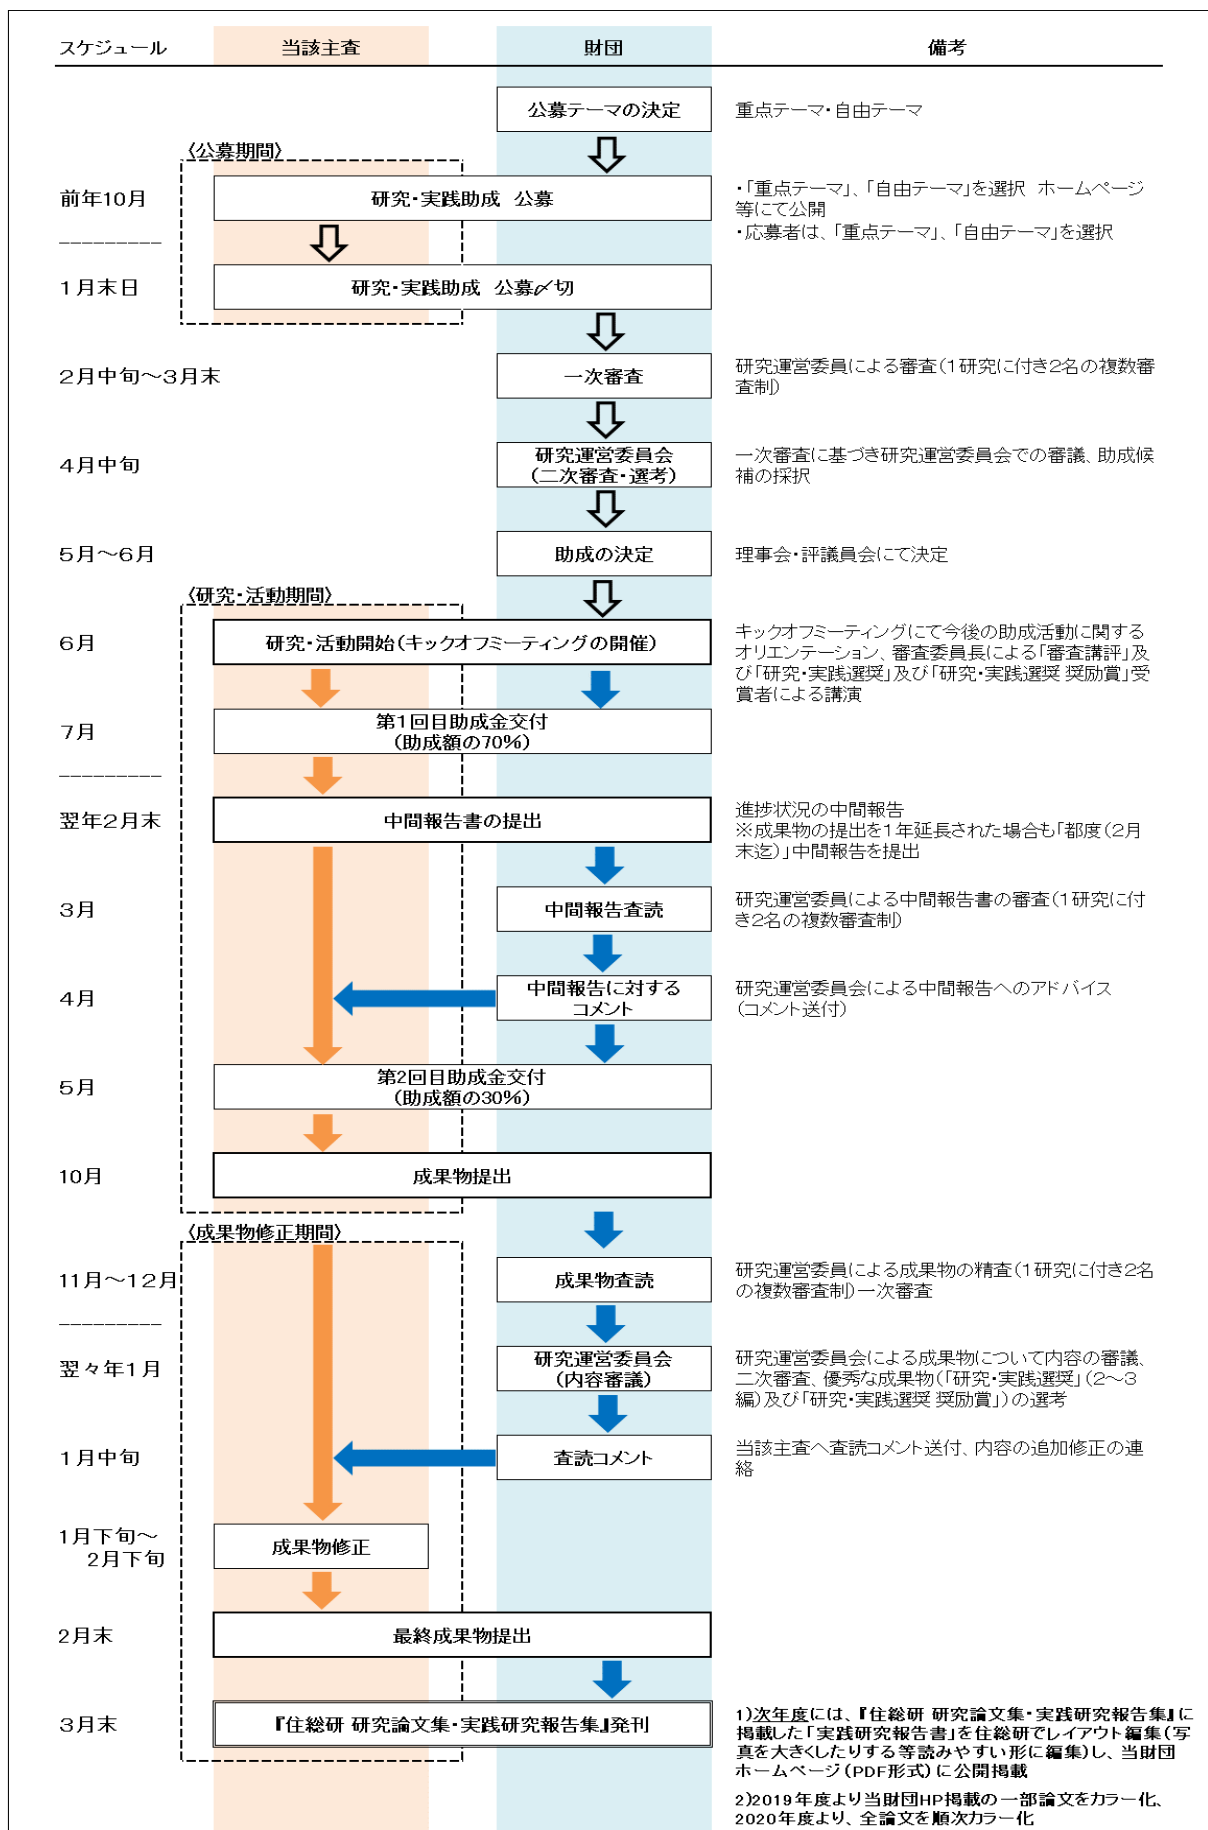 スケジュール 当該主査 財団 備考
公募テーマの決定 重点テーマ・自由テーマ
〈公募期間〉
前年10月 研究・実践助成 公募
・「重点テーマ」、「自由テーマ」を選択 ホームページ
等にて公開
・応募者は、「重点テーマ」、「自由テーマ」を選択
1月末日 研究・実践助成 公募〆切
2月中旬～3月末 一次審査
研究運営委員による審査（1研究に付き2名の複数審
査制）
4月中旬
研究運営委員会
（二次審査・選考）
一次審査に基づき研究運営委員会での審議、助成候
補の採択
5月～6月 助成の決定 理事会・評議員会にて決定
〈研究・活動期間〉
6月 研究・活動開始（キックオフミーティングの開催）
キックオフミーティングにて今後の助成活動に関する
オリエンテーション、審査委員長による「審査講評」及
び「研究・実践選奨」及び「研究・実践選奨 奨励賞」受
賞者による講演
7月
第1回目助成金交付
（助成額の70％）
翌年2月末 中間報告書の提出
進捗状況の中間報告
※成果物の提出を1年延長された場合も「都度（2月
末迄）」中間報告を提出
3月 中間報告査読
研究運営委員による中間報告書の審査（1研究に付
き2名の複数審査制）
4月
中間報告に対する
コメント
研究運営委員会による中間報告へのアドバイス
（コメント送付）
5月
第2回目助成金交付
（助成額の30％）
10月 成果物提出
〈成果物修正期間〉
11月～12月 成果物査読
研究運営委員による成果物の精査（1研究に付き2名
の複数審査制）一次審査
翌々年1月
研究運営委員会
（内容審議）
研究運営委員会による成果物について内容の審議、
二次審査、優秀な成果物（「研究・実践選奨」（2～3
編）及び「研究・実践選奨 奨励賞」）の選考
1月中旬 査読コメント
当該主査へ査読コメント送付、内容の追加修正の連
絡
1月下旬～
2月下旬
成果物修正
2月末 最終成果物提出
3月末 『住総研 研究論文集・実践研究報告集』発刊
1)次年度には、『住総研 研究論文集・実践研究報告集』に
掲載した「実践研究報告書」を住総研でレイアウト編集（写
真を大きくしたりする等読みやすい形に編集）し、当財団
ホームページ（PDF形式）に公開掲載
2)2019年度より当財団HP掲載の一部論文をカラー化、
2020年度より、全論文を順次カラー化